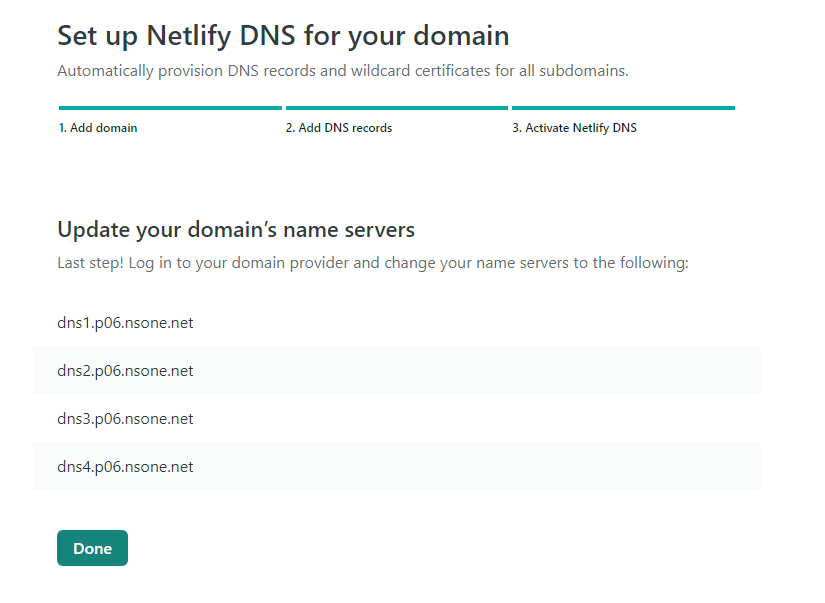 Set up Netlify DNS for your domain
Automatically provision DNS records and wildcard certificates for all subdomains.
1. Add domain
2. Add DNS records
3. Activate Netlify DNS
Update your domain’s name servers
Last step! Log in to your domain provider and change your name servers to the following:
dns1.p06.nsone.net
dns2.p06.nsone.net
dns3.p06.nsone.net
dns4.p06.nsone.net
Done